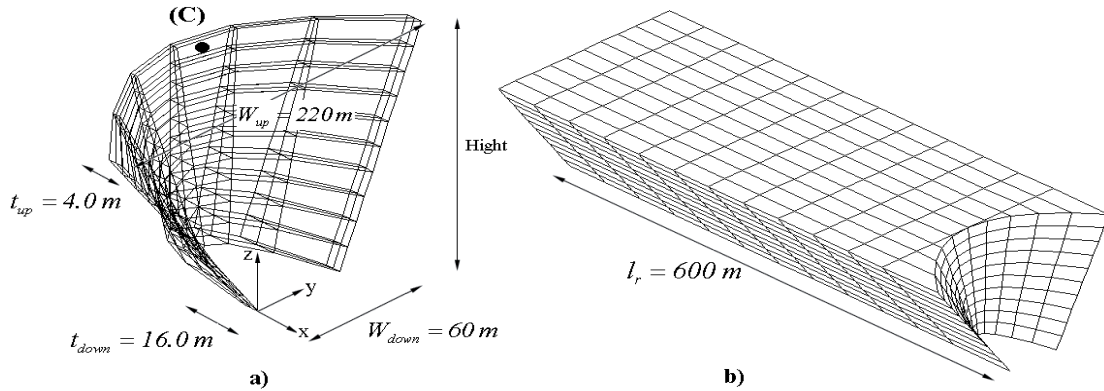 (C)
W_up 220 m
Hight
t_up = 4.0 m
z
y
x
t_down = 16.0 m
W_down = 60 m
a)
l_r = 600 m
b)